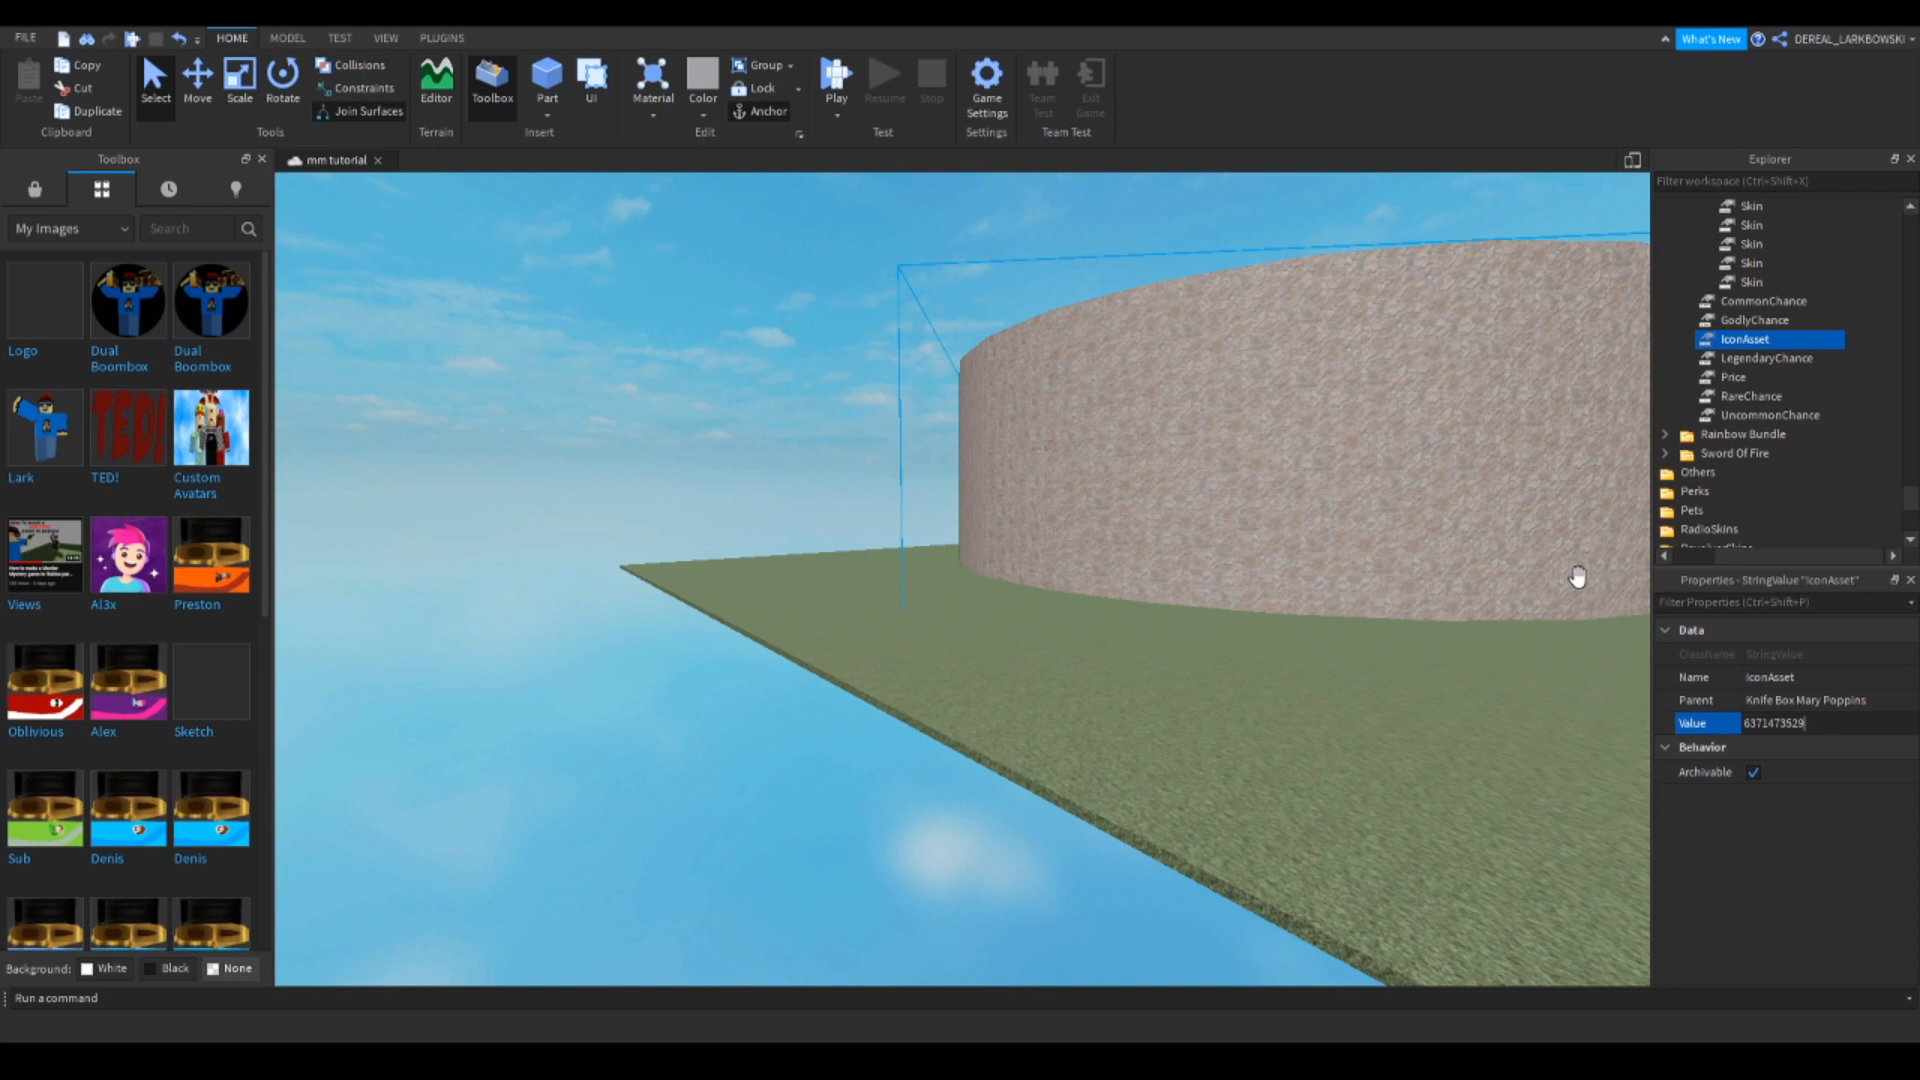 FILE
HOME
MODEL
TEST
VIEW
PLUGINS
What's New
DEREAL_LARKBOWSKI
Paste
Copy
Cut
Duplicate
Clipboard
Select
Move
Scale
Rotate
Collisions
Constraints
Join Surfaces
Tools
Editor
Terrain
Toolbox
Part
UI
Insert
Material
Color
Group
Lock
Anchor
Edit
Play
Resume
Stop
Test
Game Settings
Settings
Team Test
Exit Game
Team Test
Toolbox
mm tutorial
My Images
Search
Logo
Dual Boombox
Dual Boombox
Lark
TED!
TED!
Custom Avatars
Views
Al3x
Preston
Oblivious
Alex
Sketch
Sub
Denis
Denis
Background:
White
Black
None
Run a command
Explorer
Filter workspace (Ctrl+Shift+X)
Skin
Skin
Skin
Skin
Skin
CommonChance
GodlyChance
IconAsset
LegendaryChance
Price
RareChance
UncommonChance
Rainbow Bundle
Sword Of Fire
Others
Perks
Pets
RadioSkins
Properties - StringValue "IconAsset"
Filter Properties (Ctrl+Shift+P)
Data
ClassName StringValue
Name IconAsset
Parent Knife Box Mary Poppins
Value 6371473529
Behavior
Archivable